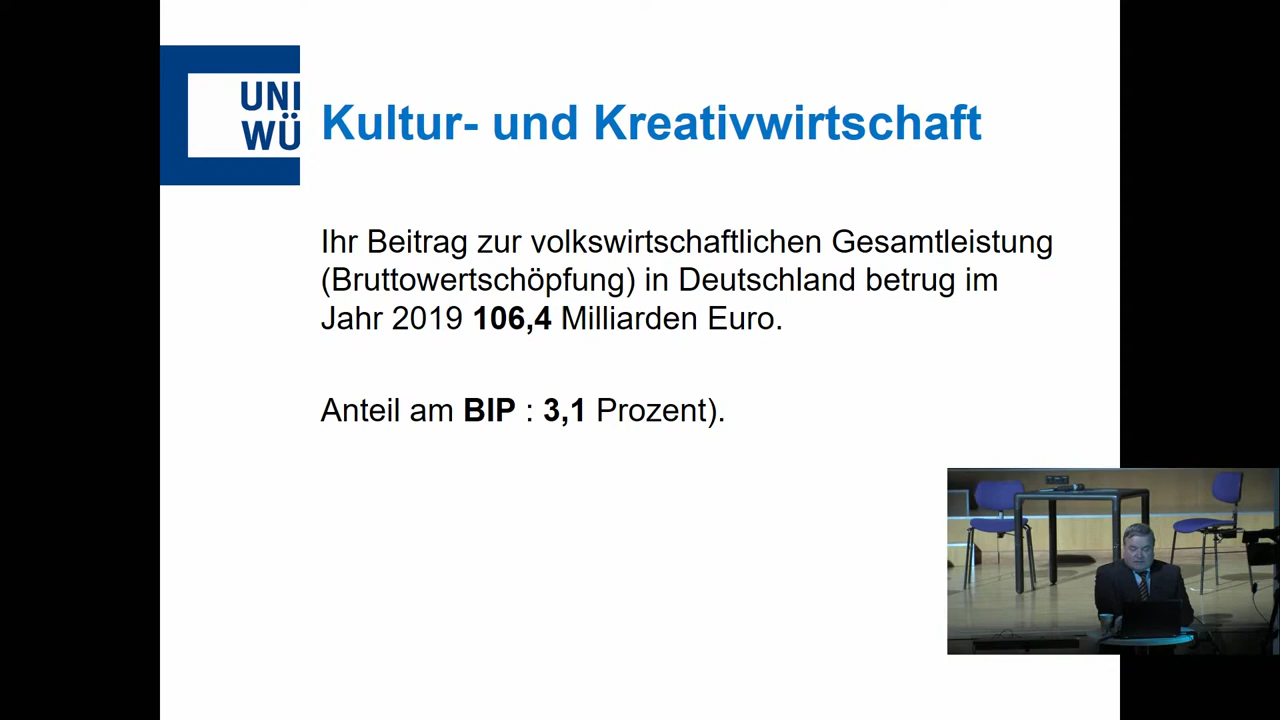 UNI
WÜ
Kultur- und Kreativwirtschaft
Ihr Beitrag zur volkswirtschaftlichen Gesamtleistung
(Bruttowertschöpfung) in Deutschland betrug im
Jahr 2019 106,4 Milliarden Euro.
Anteil am BIP : 3,1 Prozent).